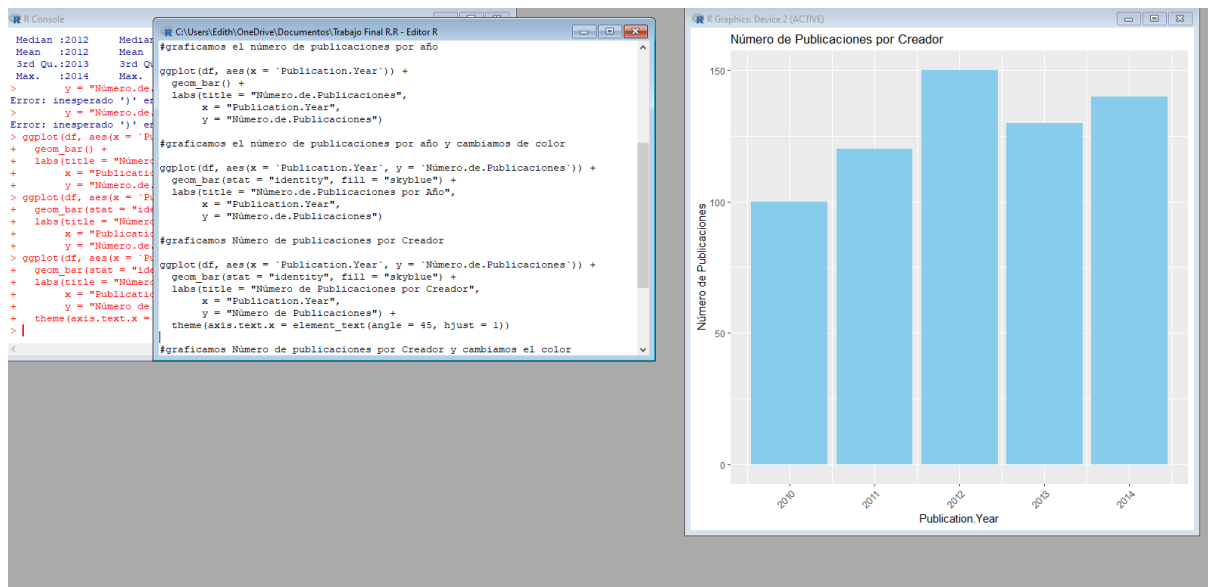 R Console
Median :2012 Median
Mean :2012 Mean
3rd Qu.:2013 3rd Qu
Max. :2014 Max.
> y = "Número.de.
Error: inesperado ')' en
> y = "Número.de.
Error: inesperado ')' en
> ggplot(df, aes(x = `Pu
+ geom_bar() +
+ labs(title = "Número
+ x = "Publicatio
+ y = "Número.de.
> ggplot(df, aes(x = `Pu
+ geom_bar(stat = "ide
+ labs(title = "Número
+ x = "Publicatio
+ y = "Número.de.
> ggplot(df, aes(x = `Pu
+ geom_bar(stat = "ide
+ labs(title = "Número
+ x = "Publicatio
+ y = "Número de
+ theme(axis.text.x =
>
C:\Users\Edith\OneDrive\Documentos\Trabajo Final R.R - Editor R
#graficamos el número de publicaciones por año
ggplot(df, aes(x = `Publication.Year`)) +
geom_bar() +
labs(title = "Número.de.Publicaciones",
x = "Publication.Year",
y = "Número.de.Publicaciones")
#graficamos el número de publicaciones por año y cambiamos de color
ggplot(df, aes(x = `Publication.Year`, y = `Número.de.Publicaciones`)) +
geom_bar(stat = "identity", fill = "skyblue") +
labs(title = "Número.de.Publicaciones por Año",
x = "Publication.Year",
y = "Número.de.Publicaciones")
#graficamos Número de publicaciones por Creador
ggplot(df, aes(x = `Publication.Year`, y = `Número.de.Publicaciones`)) +
geom_bar(stat = "identity", fill = "skyblue") +
labs(title = "Número de Publicaciones por Creador",
x = "Publication.Year",
y = "Número de Publicaciones") +
theme(axis.text.x = element_text(angle = 45, hjust = 1))
#graficamos Número de publicaciones por Creador y cambiamos el color
R Graphics: Device 2 (ACTIVE)
Número de Publicaciones por Creador
Número de Publicaciones
150
100
50
0
2010
2011
2012
2013
2014
Publication.Year